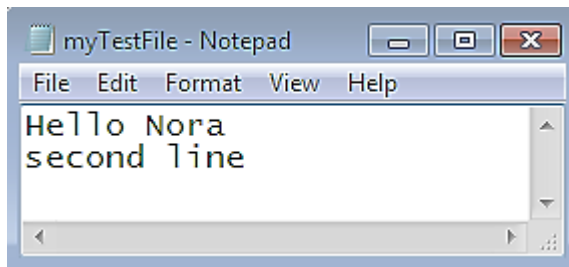 myTestFile - Notepad
File Edit Format View Help
Hello Nora
second line